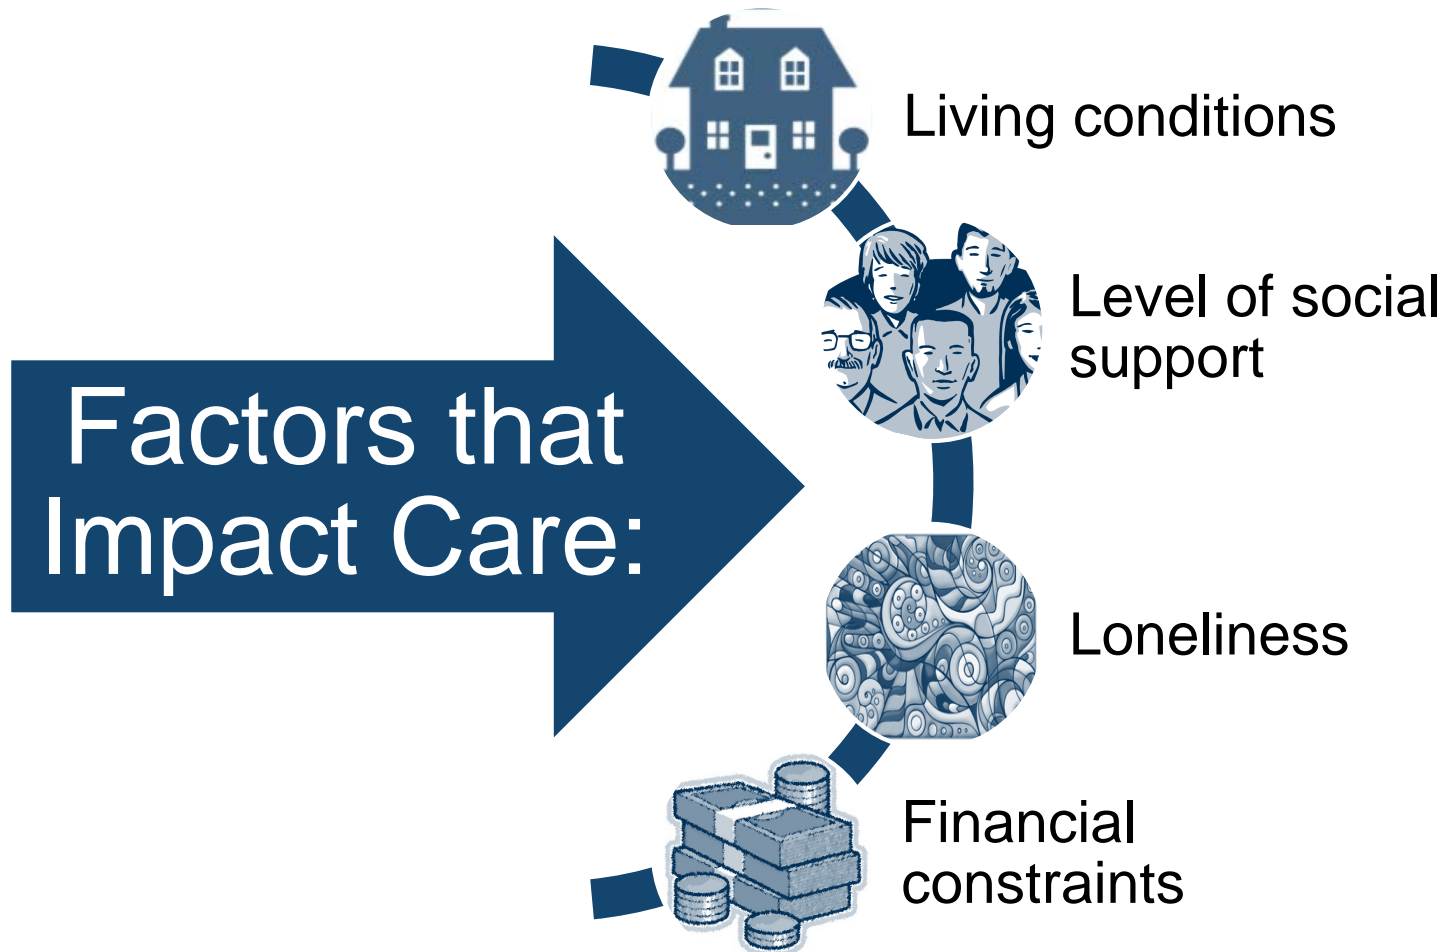 Factors that
Impact Care:
Living conditions
Level of social
support
Loneliness
Financial
constraints